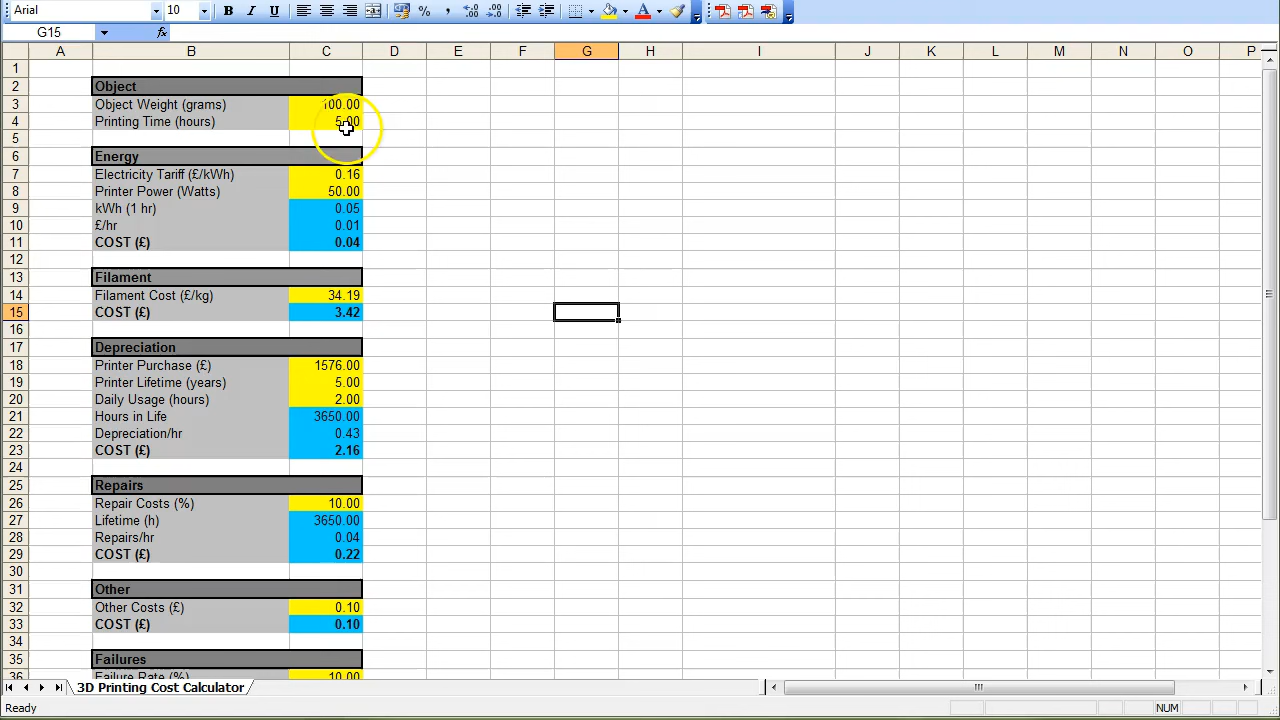 Arial 10 B I U % , .00
G15 fx
A B C D E F G H I J K L M N O P
1
2 Object
3 Object Weight (grams) 100.00
4 Printing Time (hours) 5.00
5
6 Energy
7 Electricity Tariff (£/kWh) 0.16
8 Printer Power (Watts) 50.00
9 kWh (1 hr) 0.05
10 £/hr 0.01
11 COST (£) 0.04
12
13 Filament
14 Filament Cost (£/kg) 34.19
15 COST (£) 3.42
16
17 Depreciation
18 Printer Purchase (£) 1576.00
19 Printer Lifetime (years) 5.00
20 Daily Usage (hours) 2.00
21 Hours in Life 3650.00
22 Depreciation/hr 0.43
23 COST (£) 2.16
24
25 Repairs
26 Repair Costs (%) 10.00
27 Lifetime (h) 3650.00
28 Repairs/hr 0.04
29 COST (£) 0.22
30
31 Other
32 Other Costs (£) 0.10
33 COST (£) 0.10
34
35 Failures
36 Failure Rate (%) 10.00
3D Printing Cost Calculator
Ready NUM